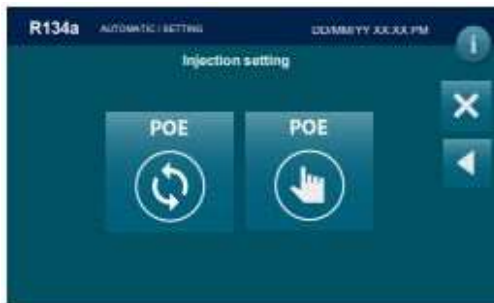 R134a AUTOMATIC / SETTING DD/MM/YY XX:XX PM
i
Injection setting
POE POE